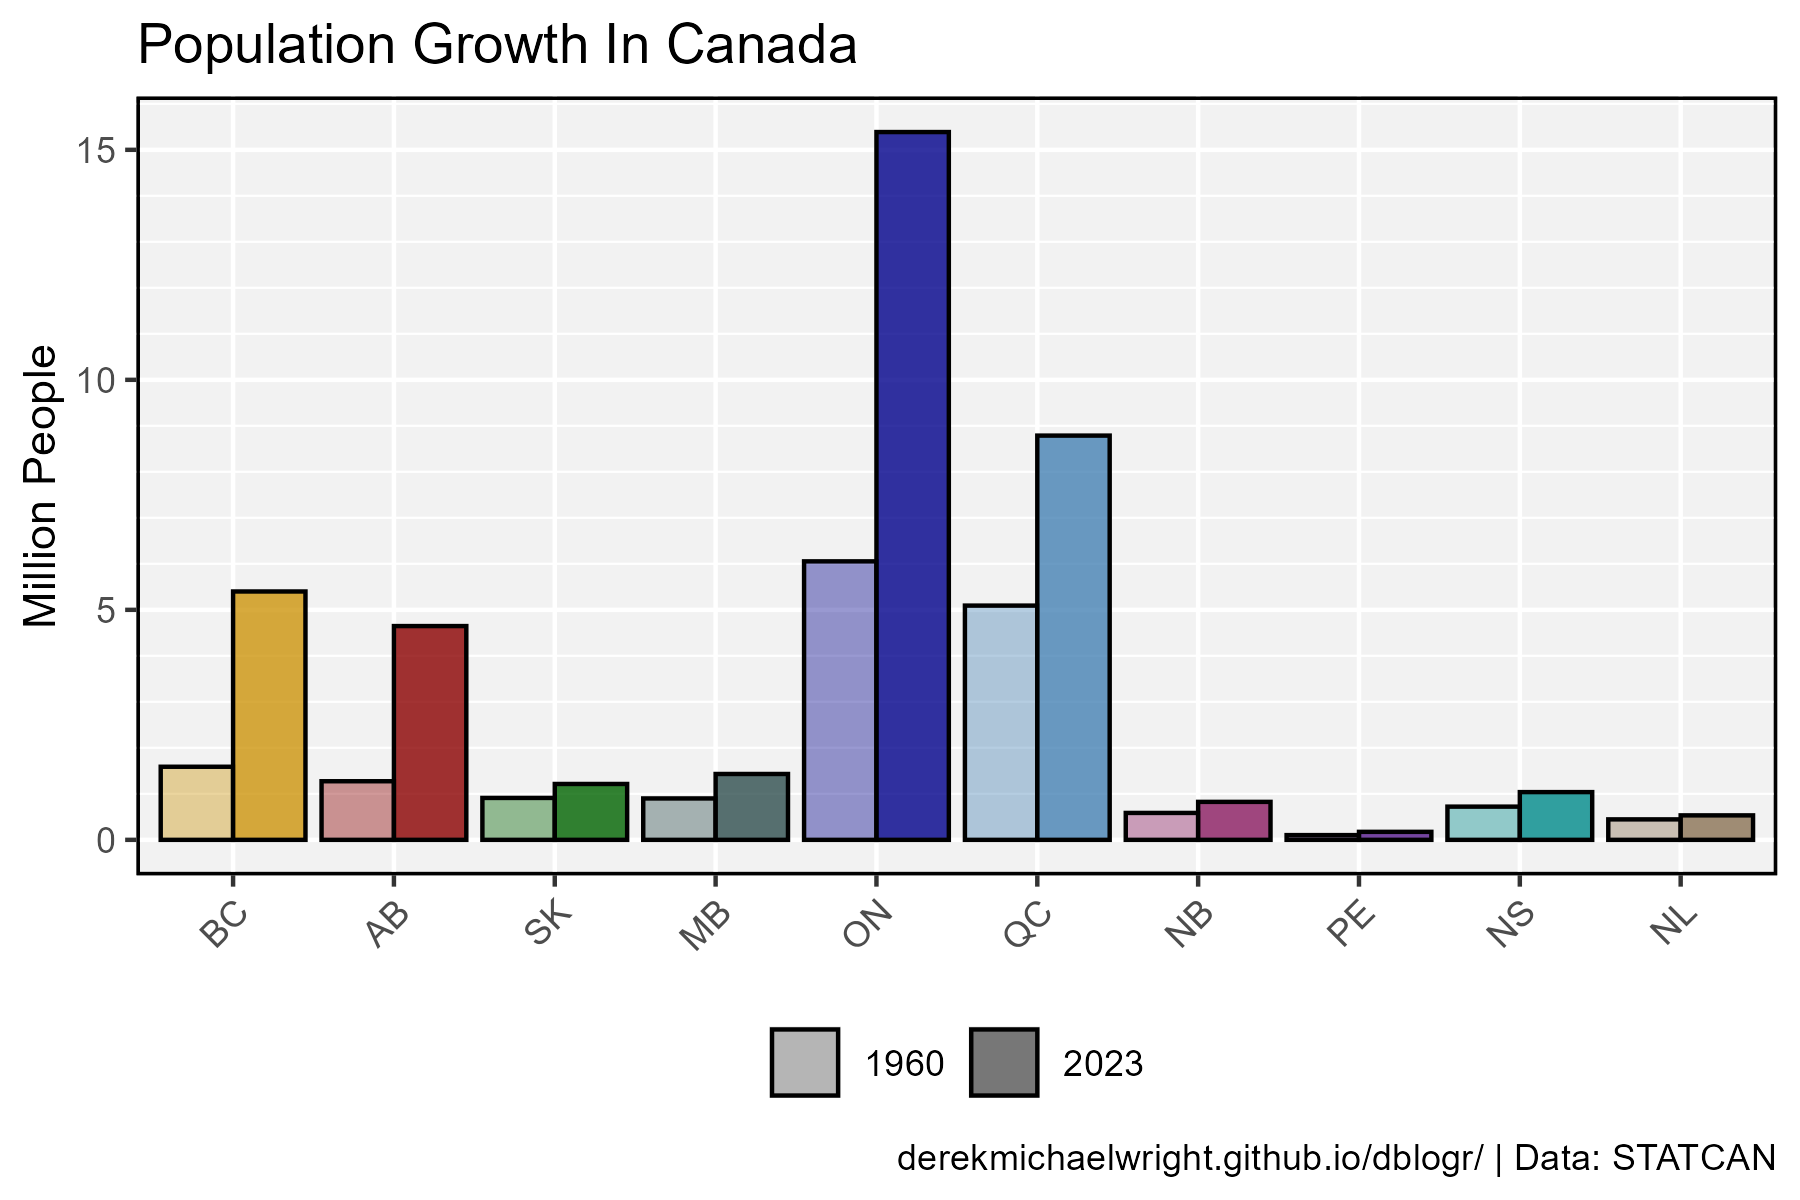 Population Growth In Canada
Million People
15
10
5
0
BC AB SK MB ON QC NB PE NS NL
1960 2023
derekmichaelwright.github.io/dblogr/ | Data: STATCAN